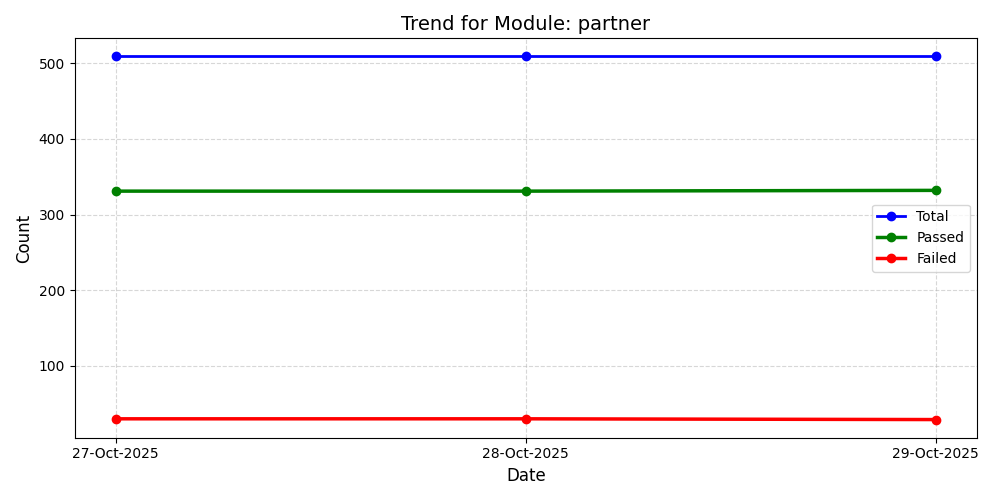 Trend for Module: partner
500
400
300
200
100
Count
Total
Passed
Failed
27-Oct-2025
28-Oct-2025
29-Oct-2025
Date